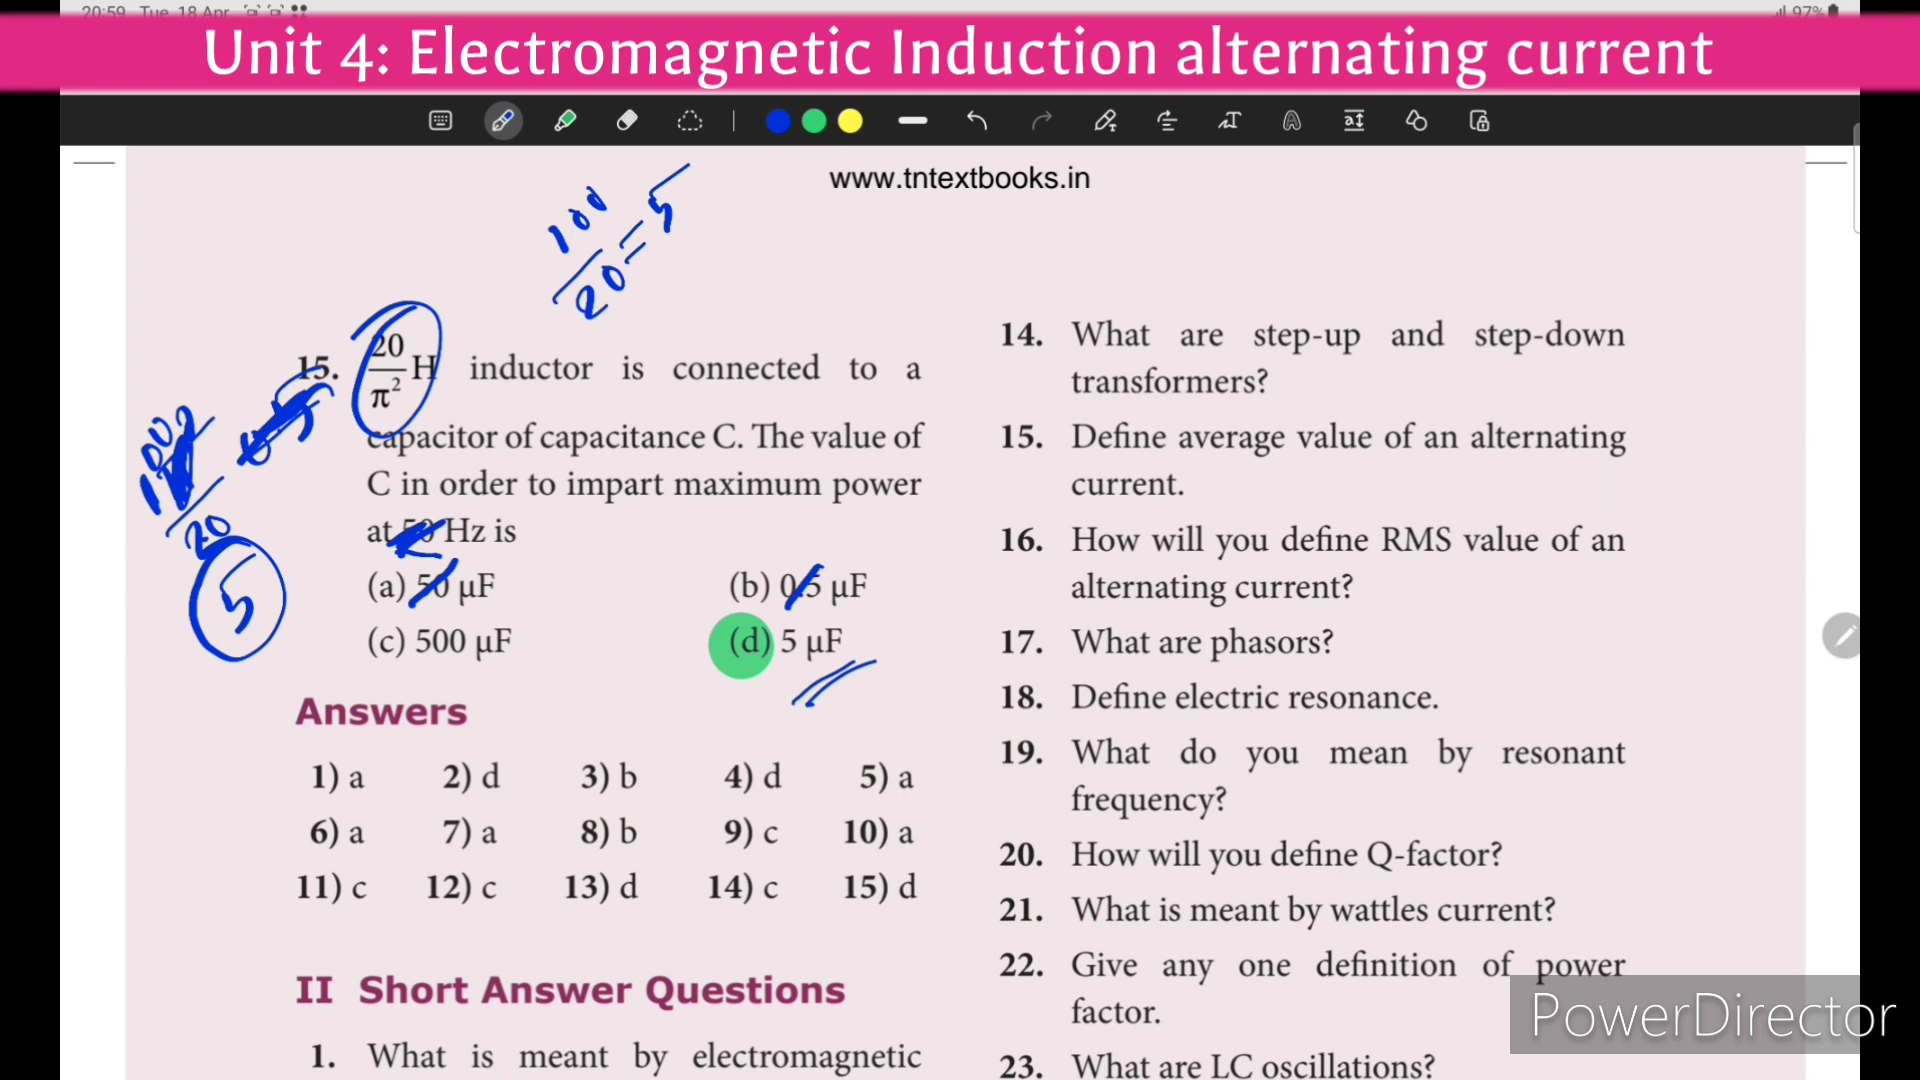 20:59 Tue, 18 Apr
97%
Unit 4: Electromagnetic Induction alternating current
www.tntextbooks.in
100
20 = 5
15. 20/π² H inductor is connected to a
capacitor of capacitance C. The value of
C in order to impart maximum power
at 50 Hz is
(a) 50 μF (b) 0.5 μF
(c) 500 μF (d) 5 μF
100
20
5
Answers
1) a 2) d 3) b 4) d 5) a
6) a 7) a 8) b 9) c 10) a
11) c 12) c 13) d 14) c 15) d
II Short Answer Questions
1. What is meant by electromagnetic
14. What are step-up and step-down
transformers?
15. Define average value of an alternating
current.
16. How will you define RMS value of an
alternating current?
17. What are phasors?
18. Define electric resonance.
19. What do you mean by resonant
frequency?
20. How will you define Q-factor?
21. What is meant by wattles current?
22. Give any one definition of power
factor.
23. What are LC oscillations?
PowerDirector